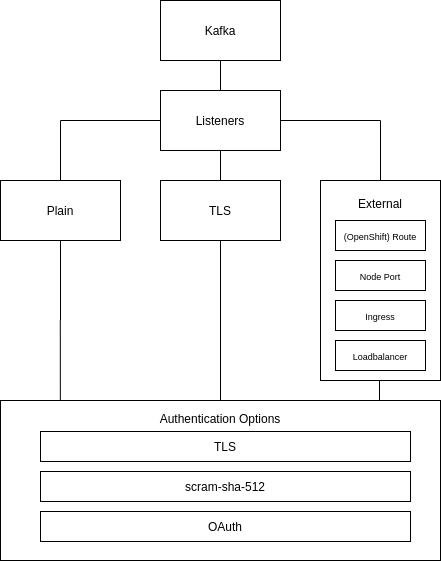 Kafka
Listeners
Plain
TLS
External
(OpenShift) Route
Node Port
Ingress
Loadbalancer
Authentication Options
TLS
scram-sha-512
OAuth